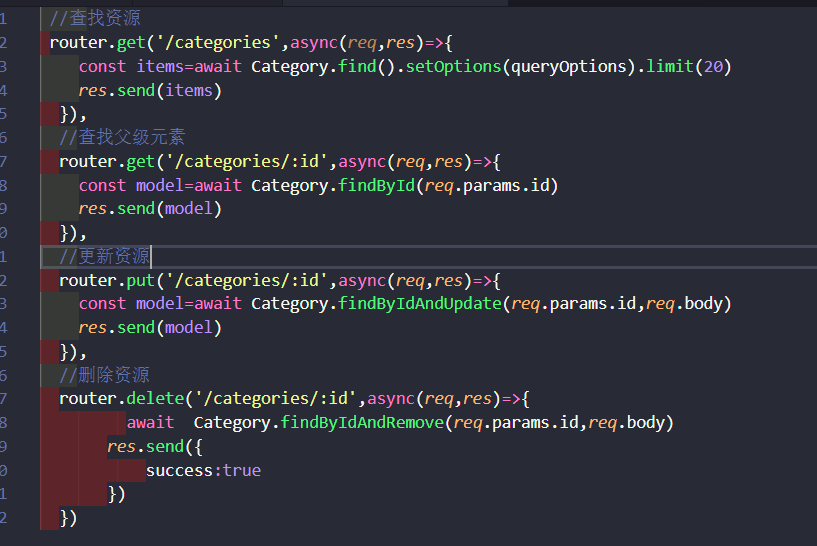 1 //查找资源
2 router.get('/categories',async(req,res)=>{
3 const items=await Category.find().setOptions(queryOptions).limit(20)
4 res.send(items)
5 }),
6 //查找父级元素
7 router.get('/categories/:id',async(req,res)=>{
8 const model=await Category.findById(req.params.id)
9 res.send(model)
0 }),
1 //更新资源
2 router.put('/categories/:id',async(req,res)=>{
3 const model=await Category.findByIdAndUpdate(req.params.id,req.body)
4 res.send(model)
5 }),
6 //删除资源
7 router.delete('/categories/:id',async(req,res)=>{
8 await  Category.findByIdAndRemove(req.params.id,req.body)
9 res.send({
0 success:true
1 })
2 })